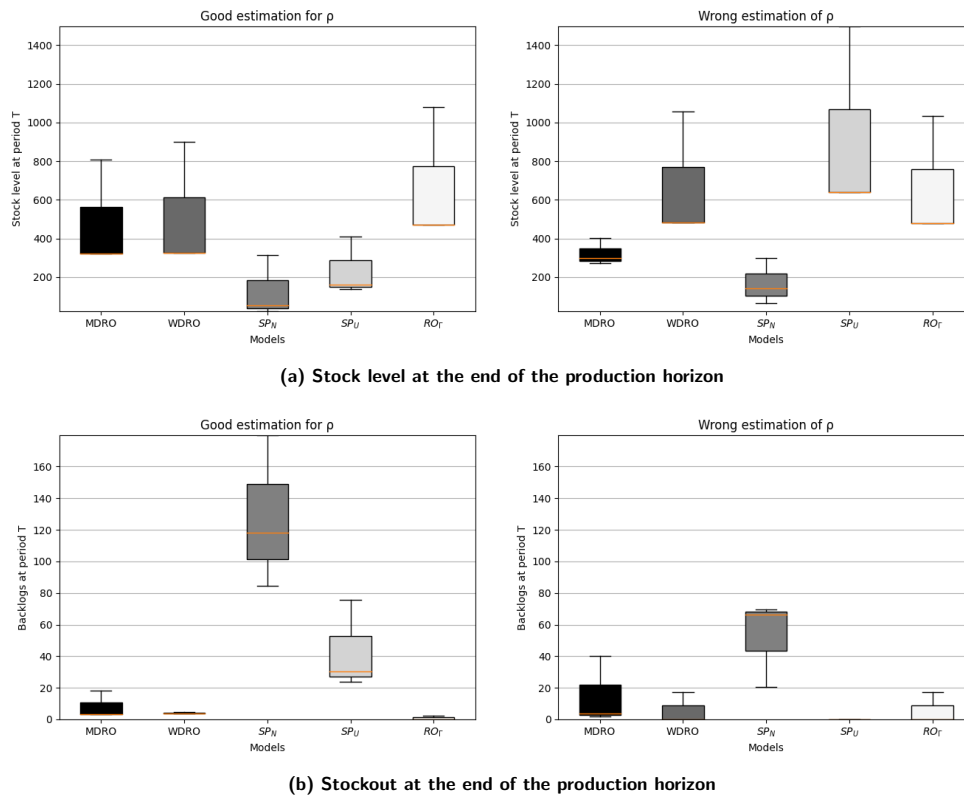 Good estimation for ρ
Wrong estimation of ρ
Stock level at period T
1400
1200
1000
800
600
400
200
MDRO
WDRO
SP_N
SP_U
RO_Γ
Models
Stock level at period T
1400
1200
1000
800
600
400
200
MDRO
WDRO
SP_N
SP_U
RO_Γ
Models
(a) Stock level at the end of the production horizon
Good estimation for ρ
Wrong estimation of ρ
Backlogs at period T
160
140
120
100
80
60
40
20
0
MDRO
WDRO
SP_N
SP_U
RO_Γ
Models
Backlogs at period T
160
140
120
100
80
60
40
20
0
MDRO
WDRO
SP_N
SP_U
RO_Γ
Models
(b) Stockout at the end of the production horizon